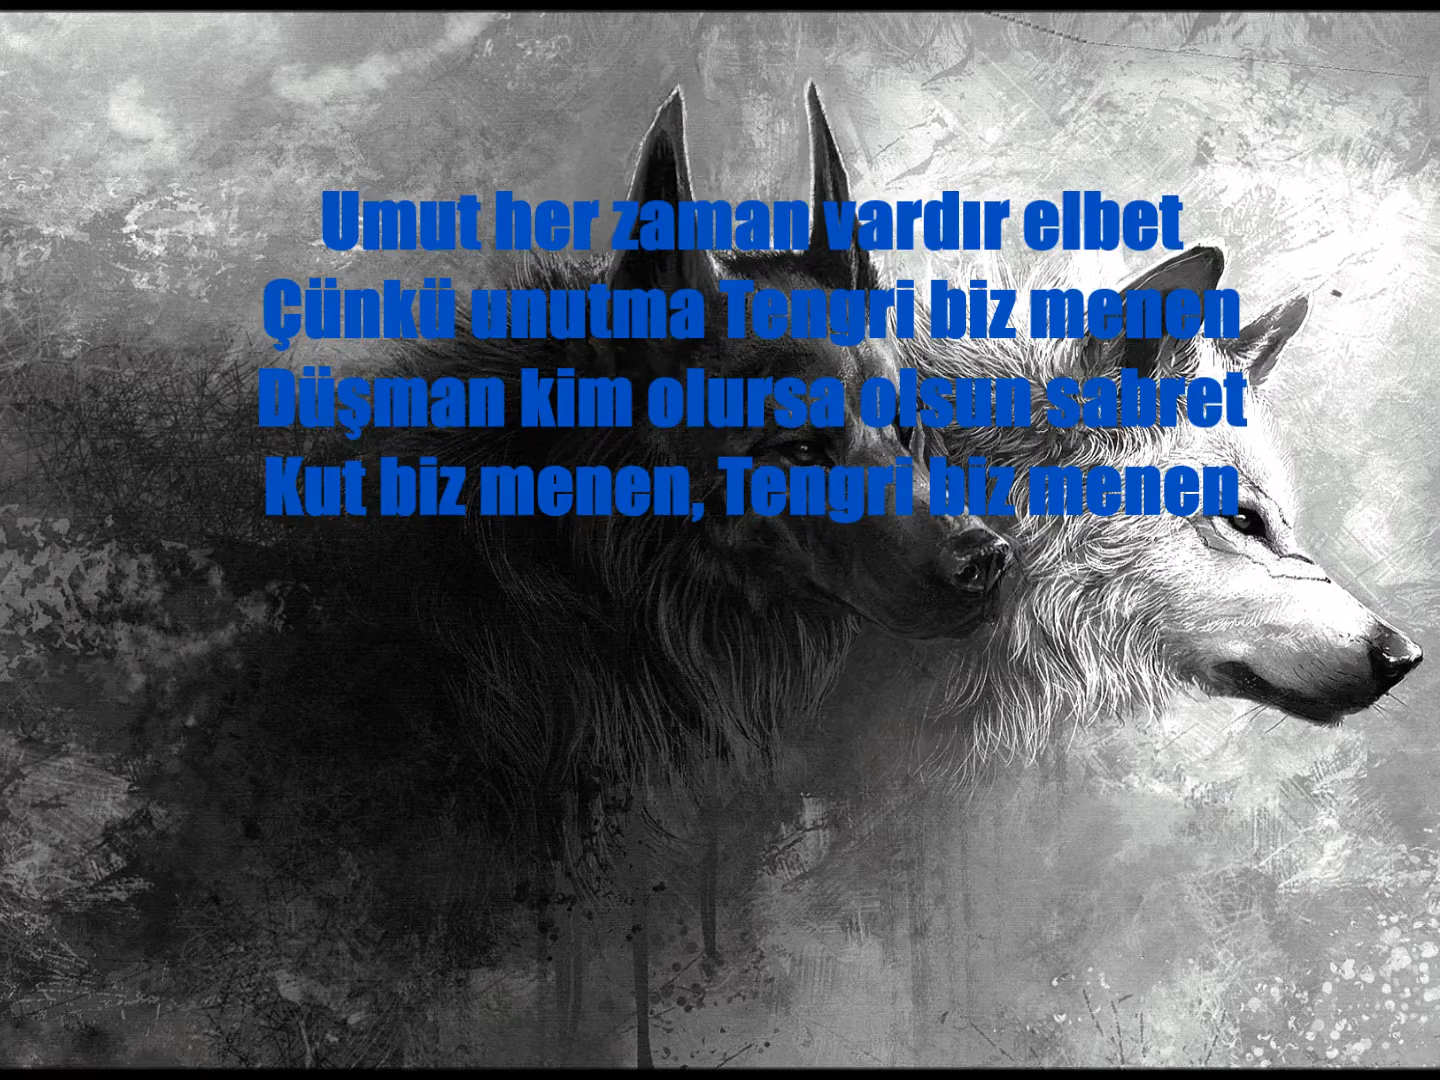 Umut her zaman vardır elbet
Çünkü unutma Tengri biz menen
Düşman kim olursa olsun sabret
Kut biz menen, Tengri biz menen